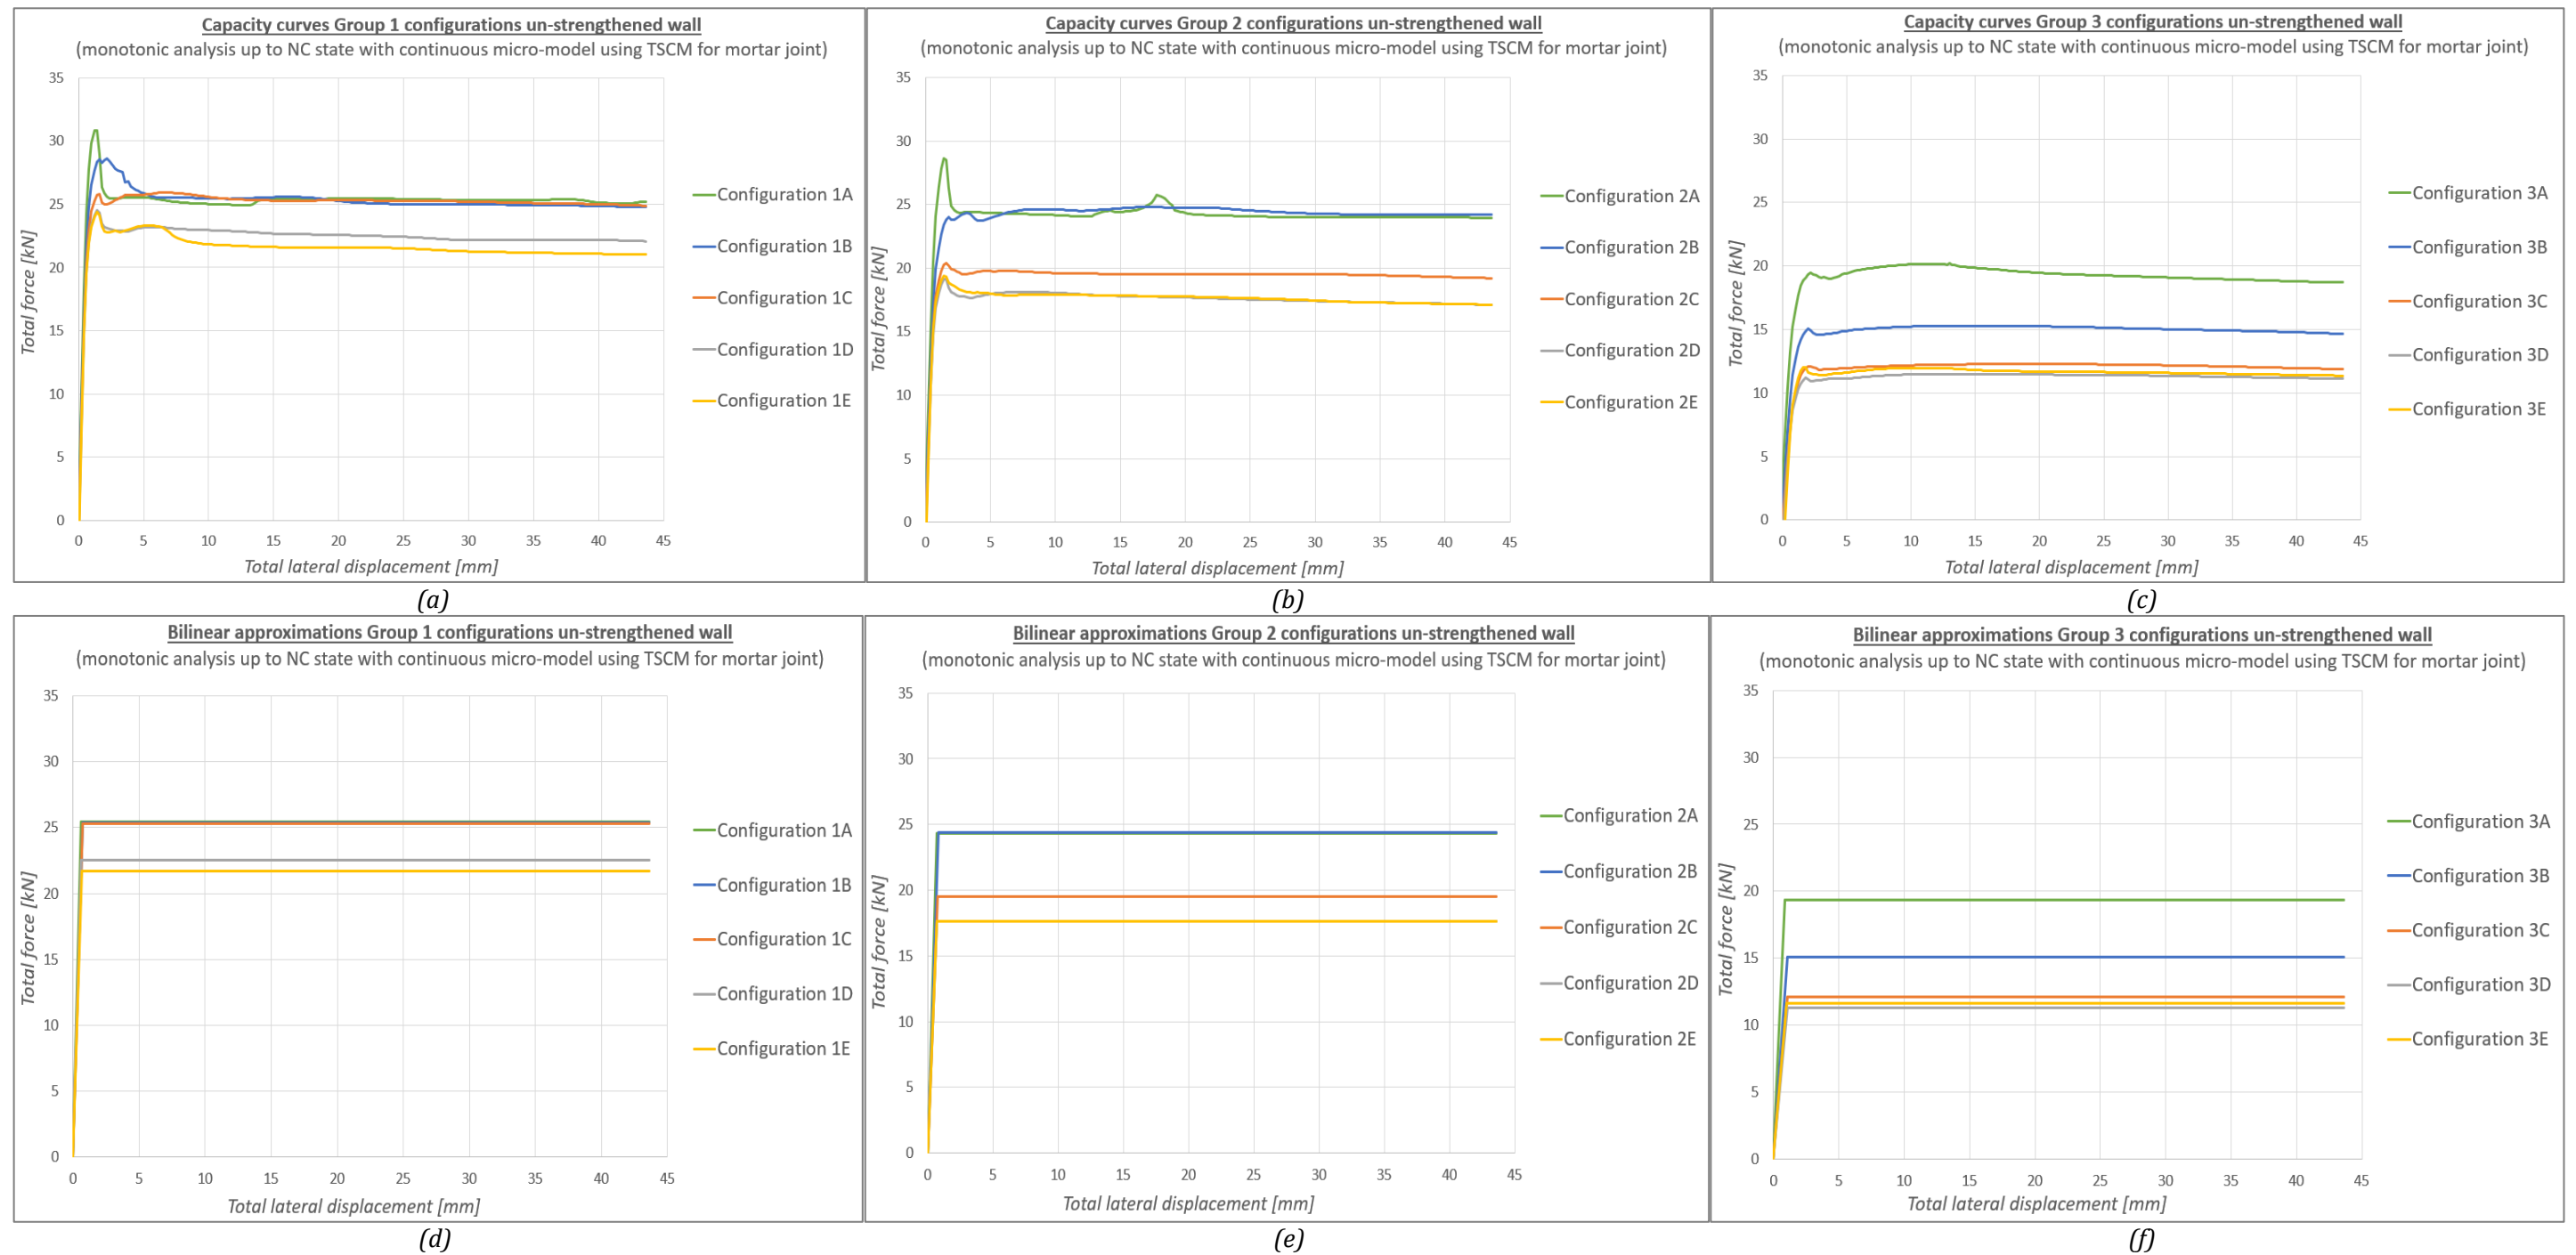 Capacity curves Group 1 configurations un-strengthened wall
(monotonic analysis up to NC state with continuous micro-model using TSCM for mortar joint)
35
30
25
20
15
10
5
0
Total force [kN]
0 5 10 15 20 25 30 35 40 45
Total lateral displacement [mm]
Configuration 1A
Configuration 1B
Configuration 1C
Configuration 1D
Configuration 1E
(a)
Capacity curves Group 2 configurations un-strengthened wall
(monotonic analysis up to NC state with continuous micro-model using TSCM for mortar joint)
35
30
25
20
15
10
5
0
Total force [kN]
0 5 10 15 20 25 30 35 40 45
Total lateral displacement [mm]
Configuration 2A
Configuration 2B
Configuration 2C
Configuration 2D
Configuration 2E
(b)
Capacity curves Group 3 configurations un-strengthened wall
(monotonic analysis up to NC state with continuous micro-model using TSCM for mortar joint)
35
30
25
20
15
10
5
0
Total force [kN]
0 5 10 15 20 25 30 35 40 45
Total lateral displacement [mm]
Configuration 3A
Configuration 3B
Configuration 3C
Configuration 3D
Configuration 3E
(c)
Bilinear approximations Group 1 configurations un-strengthened wall
(monotonic analysis up to NC state with continuous micro-model using TSCM for mortar joint)
35
30
25
20
15
10
5
0
Total force [kN]
0 5 10 15 20 25 30 35 40 45
Total lateral displacement [mm]
Configuration 1A
Configuration 1B
Configuration 1C
Configuration 1D
Configuration 1E
(d)
Bilinear approximations Group 2 configurations un-strengthened wall
(monotonic analysis up to NC state with continuous micro-model using TSCM for mortar joint)
35
30
25
20
15
10
5
0
Total force [kN]
0 5 10 15 20 25 30 35 40 45
Total lateral displacement [mm]
Configuration 2A
Configuration 2B
Configuration 2C
Configuration 2D
Configuration 2E
(e)
Bilinear approximations Group 3 configurations un-strengthened wall
(monotonic analysis up to NC state with continuous micro-model using TSCM for mortar joint)
35
30
25
20
15
10
5
0
Total force [kN]
0 5 10 15 20 25 30 35 40 45
Total lateral displacement [mm]
Configuration 3A
Configuration 3B
Configuration 3C
Configuration 3D
Configuration 3E
(f)